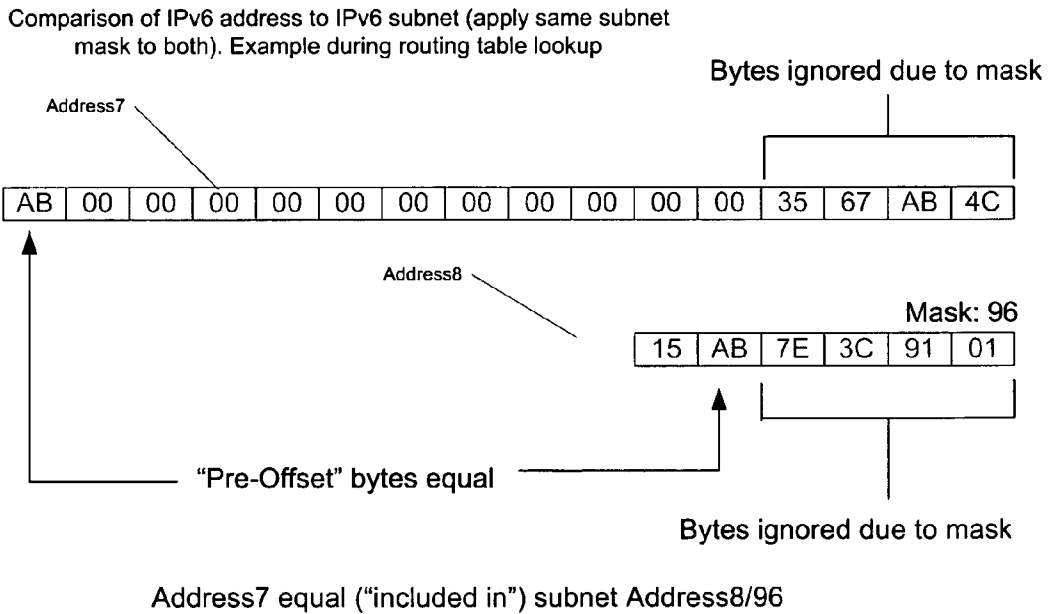 Comparison of IPv6 address to IPv6 subnet (apply same subnet
mask to both). Example during routing table lookup
Bytes ignored due to mask
Address7
AB 00 00 00 00 00 00 00 00 00 00 00 35 67 AB 4C
Address8
Mask: 96
15 AB 7E 3C 91 01
“Pre-Offset” bytes equal
Bytes ignored due to mask
Address7 equal (“included in”) subnet Address8/96